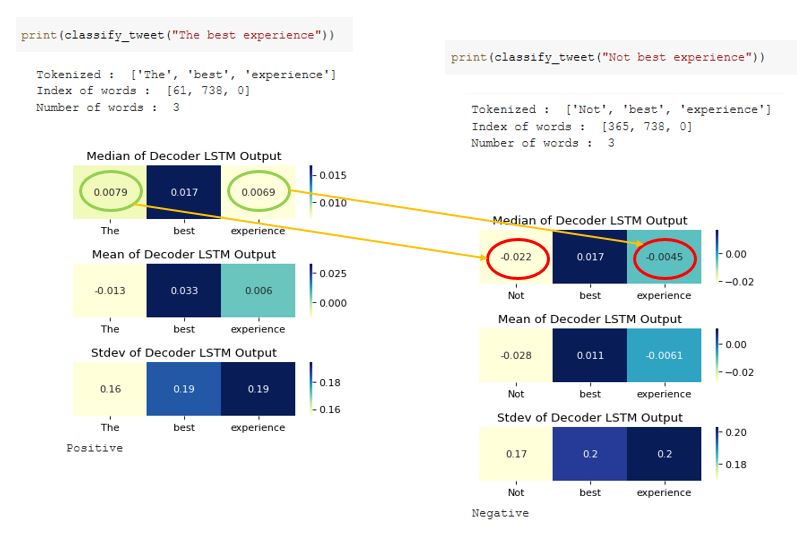 print(classify_tweet("The best experience"))
Tokenized :  ['The', 'best', 'experience']
Index of words :  [61, 738, 0]
Number of words :  3
Median of Decoder LSTM Output
0.0079 0.017 0.0069
0.015
0.010
The best experience
Mean of Decoder LSTM Output
-0.013 0.033 0.006
0.025
0.000
The best experience
Stdev of Decoder LSTM Output
0.16 0.19 0.19
0.18
0.16
The best experience
Positive
print(classify_tweet("Not best experience"))
Tokenized :  ['Not', 'best', 'experience']
Index of words :  [365, 738, 0]
Number of words :  3
Median of Decoder LSTM Output
-0.022 0.017 -0.0045
0.00
−0.02
Not best experience
Mean of Decoder LSTM Output
-0.028 0.011 -0.0061
0.00
−0.02
Not best experience
Stdev of Decoder LSTM Output
0.17 0.2 0.2
0.20
0.18
Not best experience
Negative